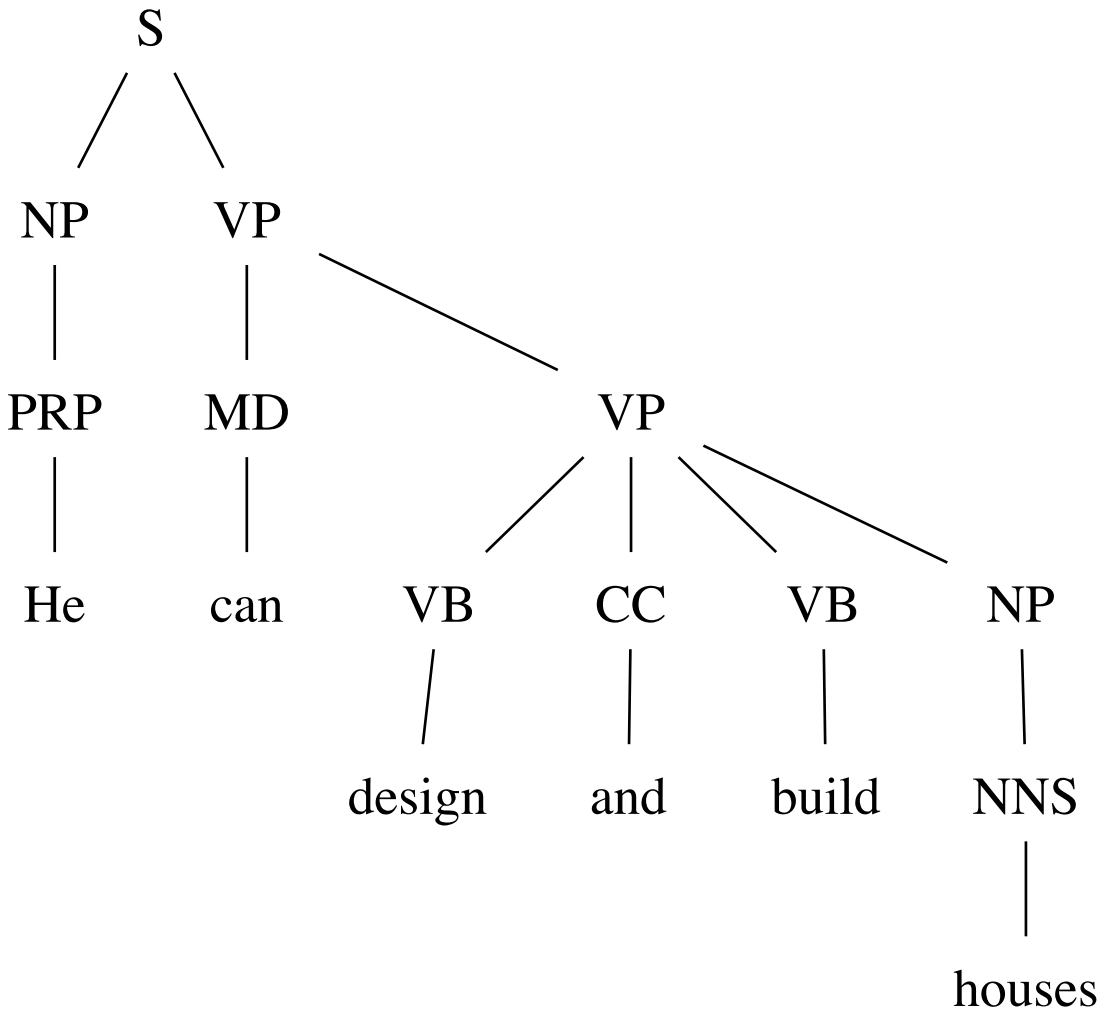 S
NP VP
PRP MD VP
He can VB CC VB NP
design and build NNS
houses